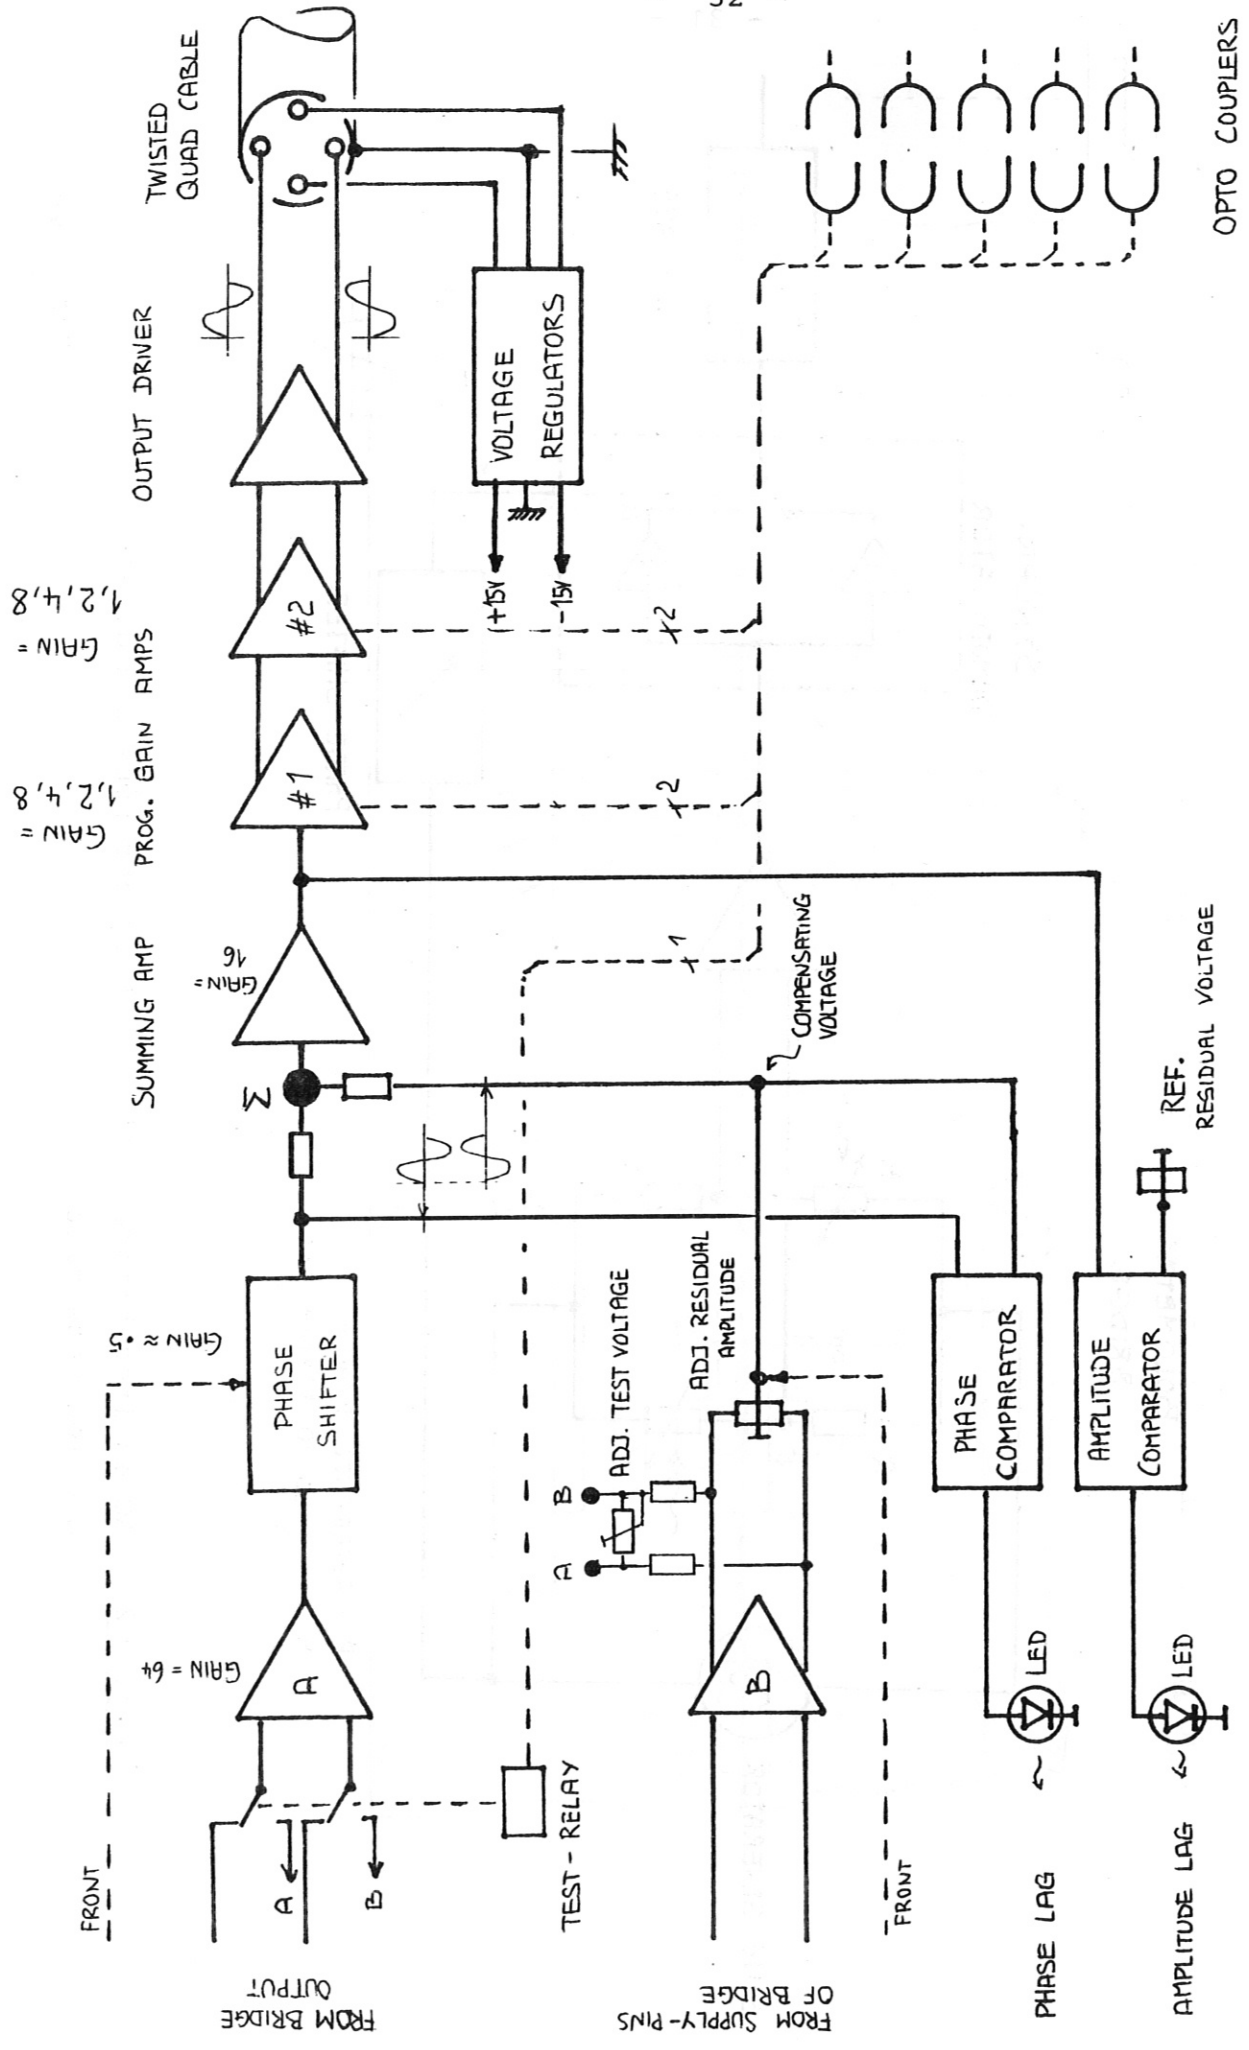 32
TWISTED
QUAD CABLE
OUTPUT DRIVER
PROG. GAIN AMPS
SUMMING AMP
GAIN =
1,2,4,8
GAIN =
1,2,4,8
GAIN =
16
GAIN ≈ .5
GAIN = 64
#2
#1
Σ
PHASE
SHIFTER
A
FRONT
FROM BRIDGE
OUTPUT
A
B
TEST-RELAY
VOLTAGE
REGULATORS
+15V
-15V
2
2
1
COMPENSATING
VOLTAGE
ADJ. TEST VOLTAGE
ADJ. RESIDUAL
AMPLITUDE
A
B
B
FROM SUPPLY-PINS
OF BRIDGE
FRONT
PHASE
COMPARATOR
AMPLITUDE
COMPARATOR
REF.
RESIDUAL VOLTAGE
LED
LED
PHASE LAG
AMPLITUDE LAG
OPTO COUPLERS